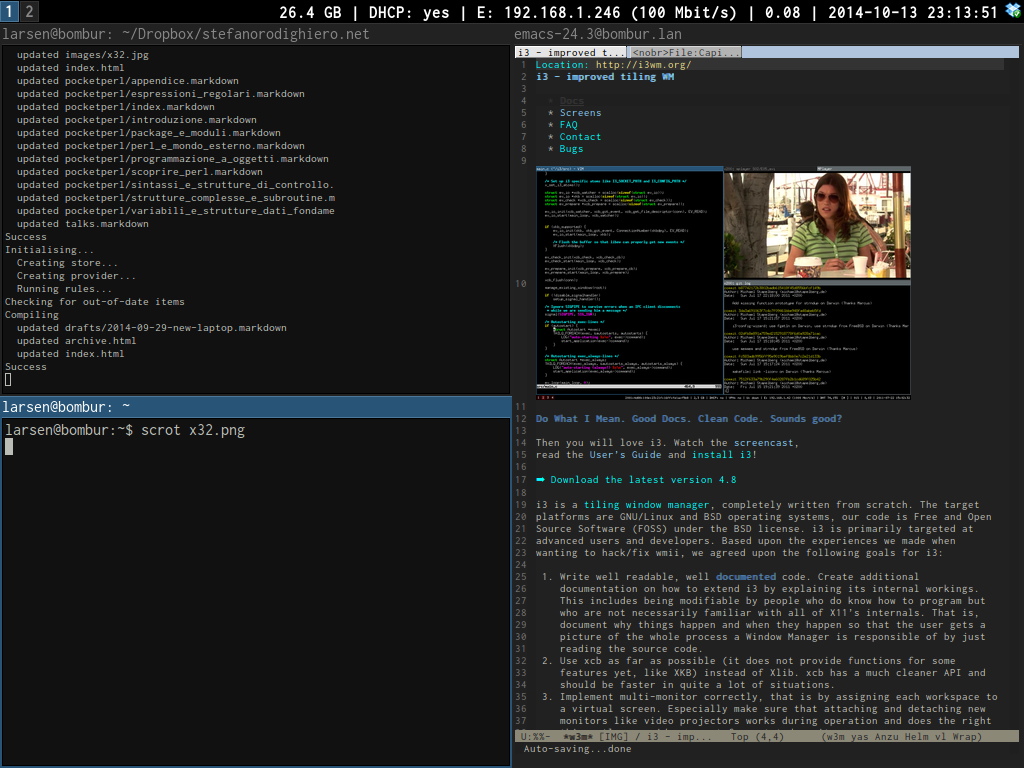 1 2
26.4 GB | DHCP: yes | E: 192.168.1.246 (100 Mbit/s) | 0.08 | 2014-10-13 23:13:51
larsen@bombur: ~/Dropbox/stefanorodighiero.net
updated images/x32.jpg
updated index.html
updated pocketperl/appendice.markdown
updated pocketperl/espressioni_regolari.markdown
updated pocketperl/index.markdown
updated pocketperl/introduzione.markdown
updated pocketperl/package_e_moduli.markdown
updated pocketperl/perl_e_mondo_esterno.markdown
updated pocketperl/programmazione_a_oggetti.markdown
updated pocketperl/scoprire_perl.markdown
updated pocketperl/sintassi_e_strutture_di_controllo.
updated pocketperl/strutture_complesse_e_subroutine.m
updated pocketperl/variabili_e_strutture_dati_fondame
updated talks.markdown
Success
Initialising...
Creating store...
Creating provider...
Running rules...
Checking for out-of-date items
Compiling
updated drafts/2014-09-29-new-laptop.markdown
updated archive.html
updated index.html
Success
larsen@bombur: ~
larsen@bombur:~$ scrot x32.png
emacs-24.3@bombur.lan
i3 - improved t... <nobr>File:Capi...
1 Location: http://i3wm.org/
2 i3 - improved tiling WM
3
4 * Docs
5 * Screens
6 * FAQ
7 * Contact
8 * Bugs
9
10
11
12 Do What I Mean. Good Docs. Clean Code. Sounds good?
13
14 Then you will love i3. Watch the screencast,
15 read the User's Guide and install i3!
16
17 ➡ Download the latest version 4.8
18
19 i3 is a tiling window manager, completely written from scratch. The target
20 platforms are GNU/Linux and BSD operating systems, our code is Free and Open
21 Source Software (FOSS) under the BSD license. i3 is primarily targeted at
22 advanced users and developers. Based upon the experiences we made when
23 wanting to hack/fix wmii, we agreed upon the following goals for i3:
24
25 1. Write well readable, well documented code. Create additional
26 documentation on how to extend i3 by explaining its internal workings.
27 This includes being modifiable by people who do know how to program but
28 who are not necessarily familiar with all of X11's internals. That is,
29 document why things happen and when they happen so that the user gets a
30 picture of the whole process a Window Manager is responsible of by just
31 reading the source code.
32 2. Use xcb as far as possible (it does not provide functions for some
33 features yet, like XKB) instead of Xlib. xcb has a much cleaner API and
34 should be faster in quite a lot of situations.
35 3. Implement multi-monitor correctly, that is by assigning each workspace to
36 a virtual screen. Especially make sure that attaching and detaching new
37 monitors like video projectors works during operation and does the right
U:%%- *w3m* [IMG] / i3 - imp... Top (4,4) (w3m yas Anzu Helm vl Wrap)
Auto-saving...done